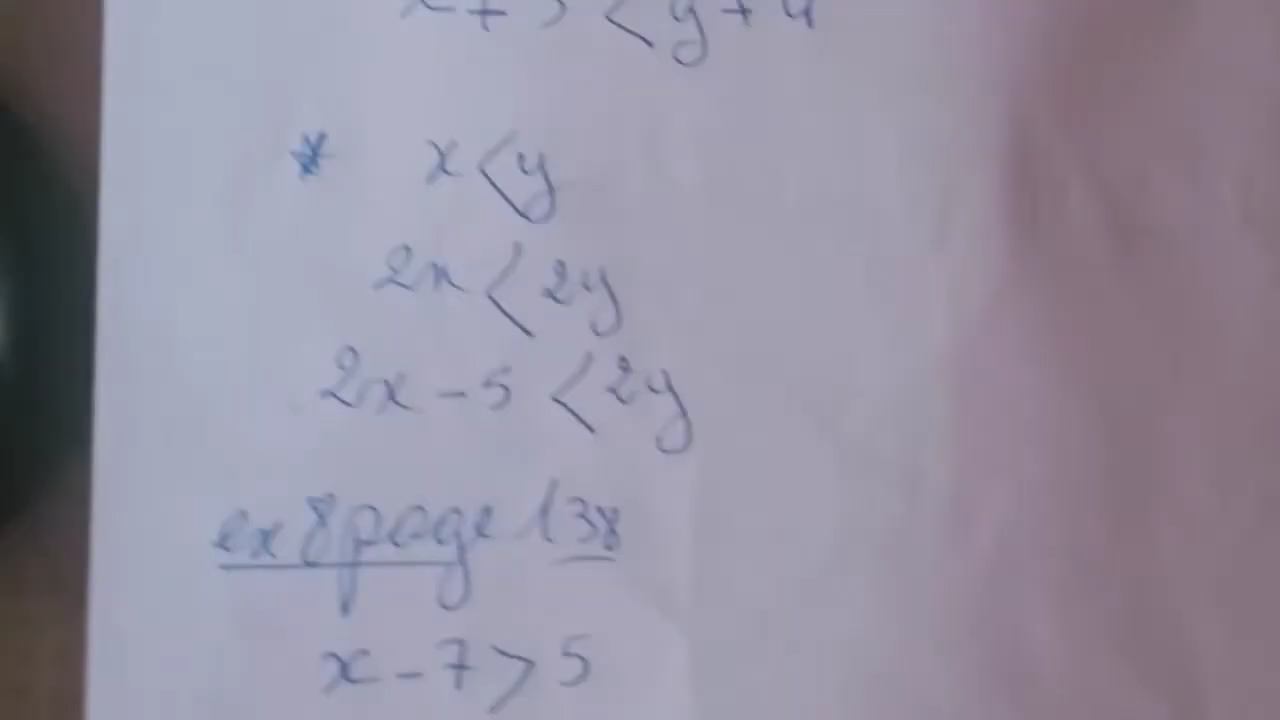 * x < y
2x < 2y
2x - 5 < 2y
ex 8 page 138
x - 7 > 5